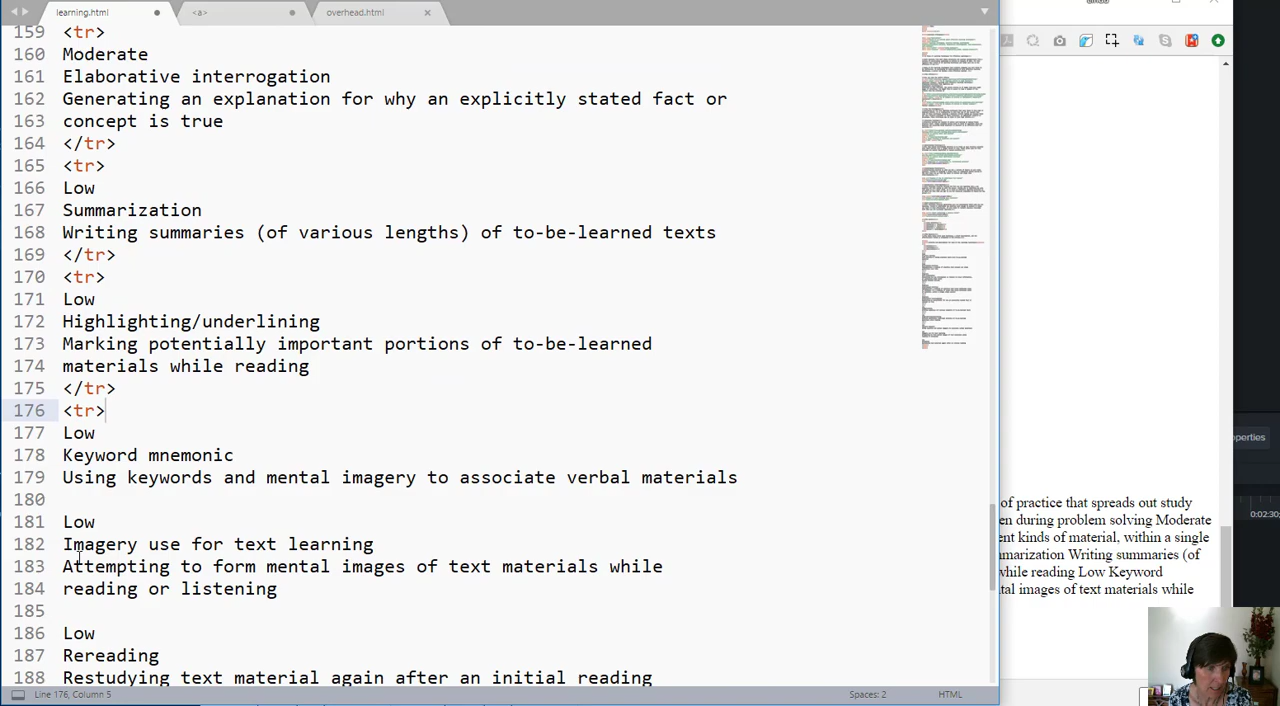 learning.html
<a>
overhead.html
159 <tr>
160 Moderate
161 Elaborative interrogation
162 Generating an explanation for why an explicitly stated fact or
163
164 </tr>
165 <tr>
166 Low
167 Summarization
168 Writing summaries (of various lengths) of to-be-learned texts
169 </tr>
170 <tr>
171 Low
172 Highlighting/underlining
173 Marking potentially important portions of to-be-learned
174 materials while reading
175 </tr>
176 <tr>
177 Low
178 Keyword mnemonic
179 Using keywords and mental imagery to associate verbal materials
180
181 Low
182 Imagery use for text learning
183 Attempting to form mental images of text materials while
184 reading or listening
185
186 Low
187 Rereading
188 Restudying text material again after an initial reading
Line 176, Column 5
Spaces: 2
HTML
operties
0:02:30;
of practice that spreads out study
en during problem solving Moderate
ent kinds of material, within a single
marization Writing summaries (of
while reading Low Keyword
tal images of text materials while